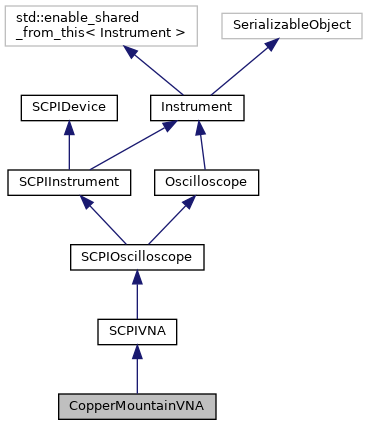 std::enable_shared
_from_this< Instrument >
SerializableObject
SCPIDevice
Instrument
SCPIInstrument
Oscilloscope
SCPIOscilloscope
SCPIVNA
CopperMountainVNA